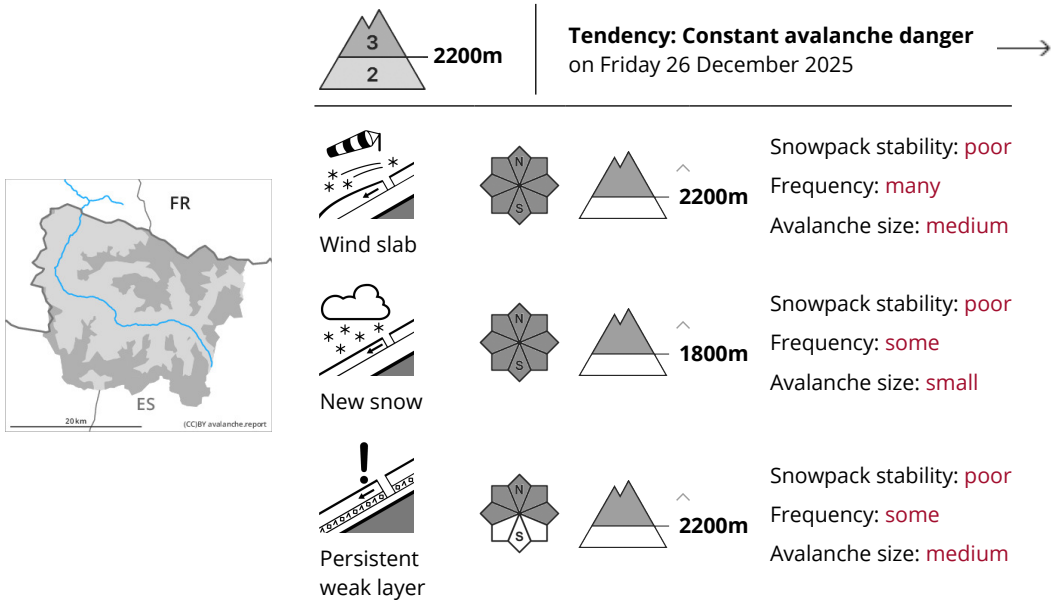 3
2
2200m
Tendency: Constant avalanche danger
on Friday 26 December 2025
FR
ES
20 km
(CC)BY avalanche.report
N
S
2200m
Wind slab
Snowpack stability: poor
Frequency: many
Avalanche size: medium
N
S
1800m
New snow
Snowpack stability: poor
Frequency: some
Avalanche size: small
N
S
2200m
Persistent
weak layer
Snowpack stability: poor
Frequency: some
Avalanche size: medium